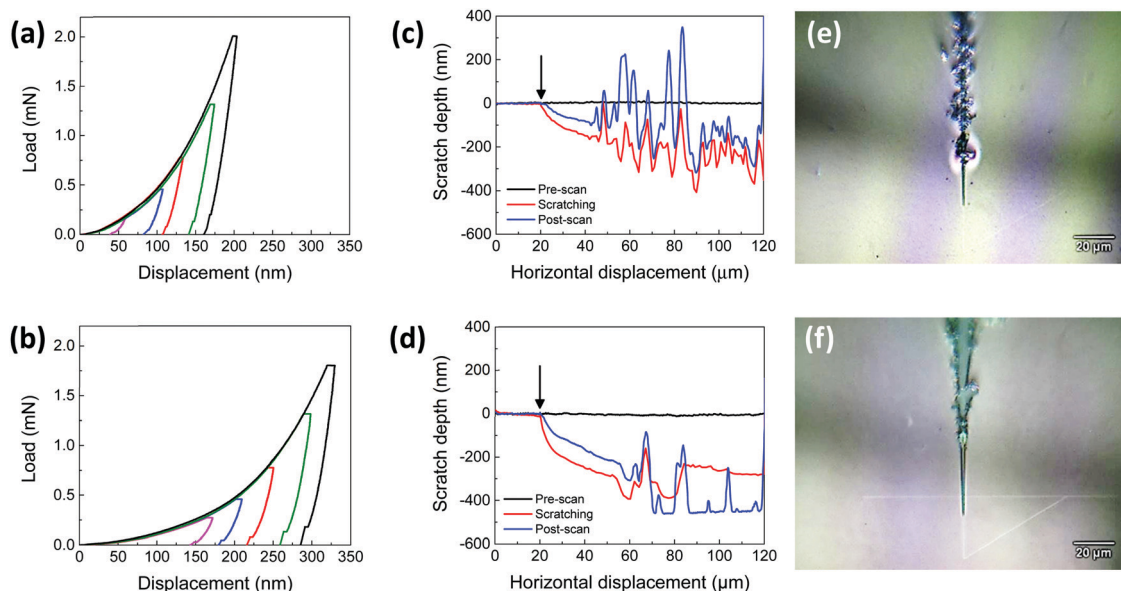 (a)
2.0
1.5
1.0
0.5
0.0
Load (mN)
0 50 100 150 200 250 300 350
Displacement (nm)
(c)
400
200
0
-200
-400
-600
Scratch depth (nm)
Pre-scan
Scratching
Post-scan
0 20 40 60 80 100 120
Horizontal displacement (μm)
(e)
20 μm
(b)
2.0
1.5
1.0
0.5
0.0
Load (mN)
0 50 100 150 200 250 300 350
Displacement (nm)
(d)
400
200
0
-200
-400
-600
Scratch depth (nm)
Pre-scan
Scratching
Post-scan
0 20 40 60 80 100 120
Horizontal displacement (μm)
(f)
20 μm